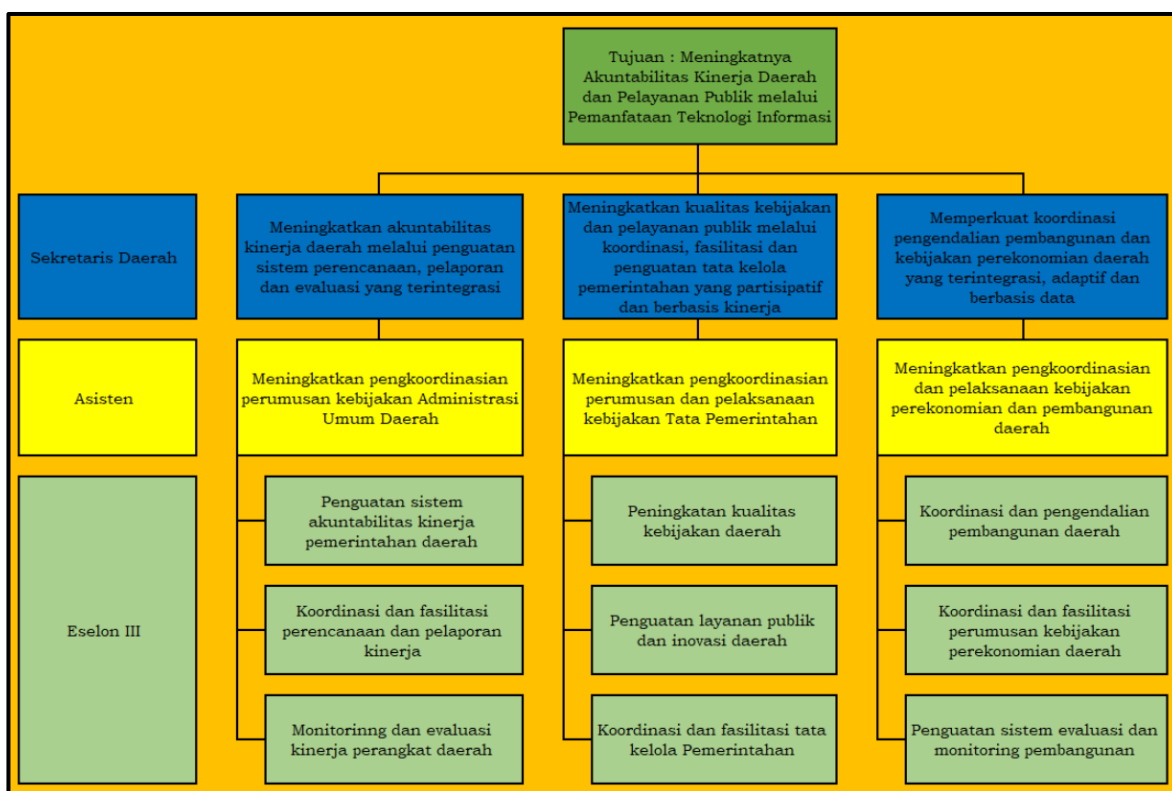 Tujuan : Meningkatnya
Akuntabilitas Kinerja Daerah
dan Pelayanan Publik melalui
Pemanfataan Teknologi Informasi
Sekretaris Daerah
Meningkatkan akuntabilitas
kinerja daerah melalui penguatan
sistem perencanaan, pelaporan
dan evaluasi yang terintegrasi
Meningkatkan kualitas kebijakan
dan pelayanan publik melalui
koordinasi, fasilitasi dan
penguatan tata kelola
pemerintahan yang partisipatif
dan berbasis kinerja
Memperkuat koordinasi
pengendalian pembangunan dan
kebijakan perekonomian daerah
yang terintegrasi, adaptif dan
berbasis data
Asisten
Meningkatkan pengkoordinasian
perumusan kebijakan Administrasi
Umum Daerah
Meningkatkan pengkoordinasian
perumusan dan pelaksanaan
kebijakan Tata Pemerintahan
Meningkatkan pengkoordinasian
dan pelaksanaan kebijakan
perekonomian dan pembangunan
daerah
Eselon III
Penguatan sistem
akuntabilitas kinerja
pemerintahan daerah
Peningkatan kualitas
kebijakan daerah
Koordinasi dan pengendalian
pembangunan daerah
Koordinasi dan fasilitasi
perencanaan dan pelaporan
kinerja
Penguatan layanan publik
dan inovasi daerah
Koordinasi dan fasilitasi
perumusan kebijakan
perekonomian daerah
Monitorinng dan evaluasi
kinerja perangkat daerah
Koordinasi dan fasilitasi tata
kelola Pemerintahan
Penguatan sistem evaluasi dan
monitoring pembangunan